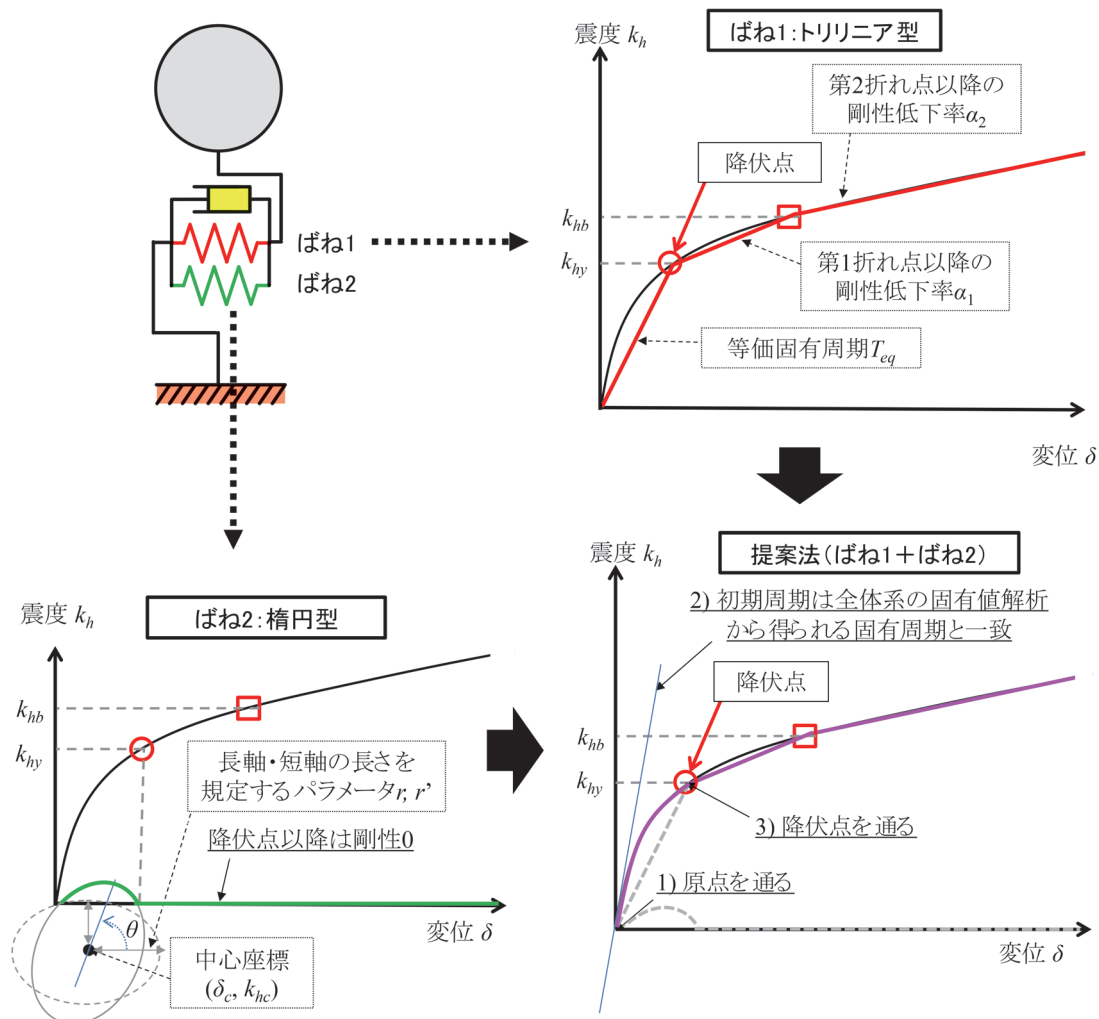 ばね1
ばね2
震度 kh
ばね1:トリリニア型
第2折れ点以降の
剛性低下率α2
降伏点
khb
khy
第1折れ点以降の
剛性低下率α1
等価固有周期Teq
変位 δ
震度 kh
ばね2:楕円型
khb
khy
長軸・短軸の長さを
規定するパラメータr, r’
降伏点以降は剛性0
θ
変位 δ
中心座標
(δc, khc)
震度 kh
提案法(ばね1+ばね2)
2) 初期周期は全体系の固有値解析
から得られる固有周期と一致
降伏点
khb
khy
3) 降伏点を通る
1) 原点を通る
変位 δ